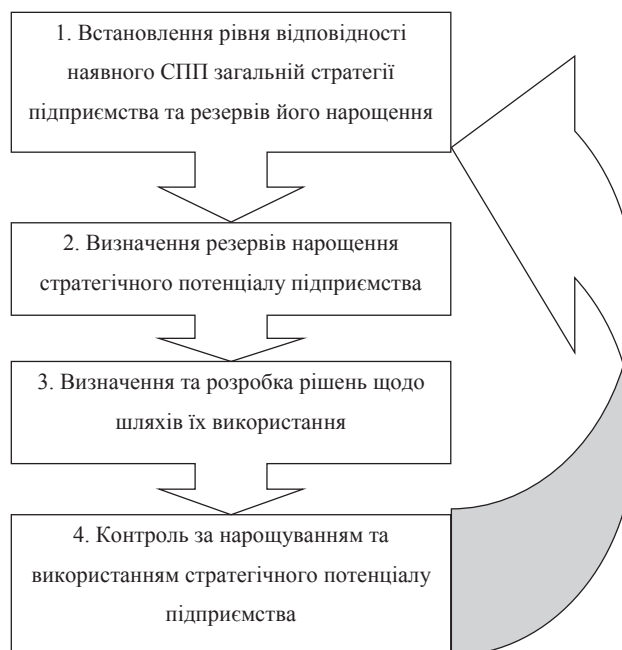 1. Встановлення рівня відповідності
наявного СПП загальній стратегії
підприємства та резервів його нарощення
2. Визначення резервів нарощення
стратегічного потенціалу підприємства
3. Визначення та розробка рішень щодо
шляхів їх використання
4. Контроль за нарощуванням та
використанням стратегічного потенціалу
підприємства